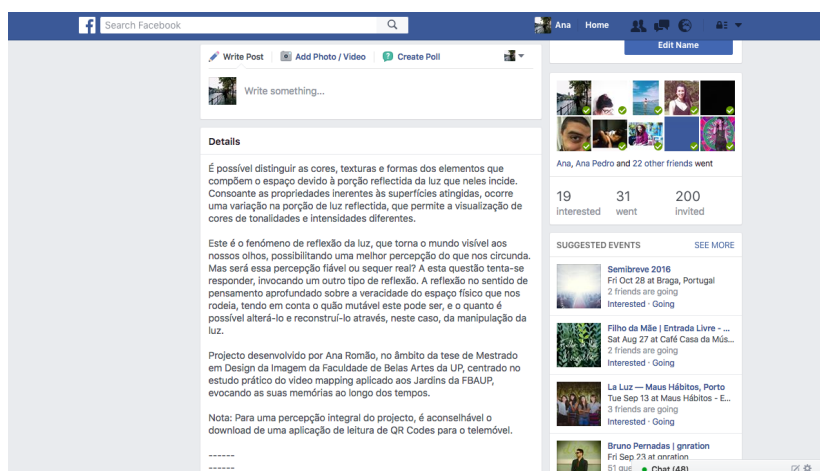 Search Facebook
Ana Home
Edit Name
Write Post Add Photo / Video Create Poll
Write something...
Details
É possível distinguir as cores, texturas e formas dos elementos que
compõem o espaço devido à porção reflectida da luz que neles incide.
Consoante as propriedades inerentes às superfícies atingidas, ocorre
uma variação na porção de luz reflectida, que permite a visualização de
cores de tonalidades e intensidades diferentes.
Este é o fenómeno de reflexão da luz, que torna o mundo visível aos
nossos olhos, possibilitando uma melhor percepção do que nos circunda.
Mas será essa percepção fiável ou sequer real? A esta questão tenta-se
responder, invocando um outro tipo de reflexão. A reflexão no sentido de
pensamento aprofundado sobre a veracidade do espaço físico que nos
rodeia, tendo em conta o quão mutável este pode ser, e o quanto é
possível alterá-lo e reconstruí-lo através, neste caso, da manipulação da
luz.
Projecto desenvolvido por Ana Romão, no âmbito da tese de Mestrado
em Design da Imagem da Faculdade de Belas Artes da UP, centrado no
estudo prático do video mapping aplicado aos Jardins da FBAUP,
evocando as suas memórias ao longo dos tempos.
Nota: Para uma percepção integral do projecto, é aconselhável o
download de uma aplicação de leitura de QR Codes para o telemóvel.
------
------
Ana, Ana Pedro and 22 other friends went
19 31 200
interested went invited
SUGGESTED EVENTS SEE MORE
Semibreve 2016
Fri Oct 28 at Braga, Portugal
2 friends are going
Interested · Going
Filho da Mãe | Entrada Livre - ...
Sat Aug 27 at Café Casa da Mús...
2 friends are going
Interested · Going
La Luz — Maus Hábitos, Porto
Tue Sep 13 at Maus Hábitos - E...
3 friends are going
Interested · Going
Bruno Pernadas | gnration
Fri Sep 23 at gnration
51 gue
Chat (48)